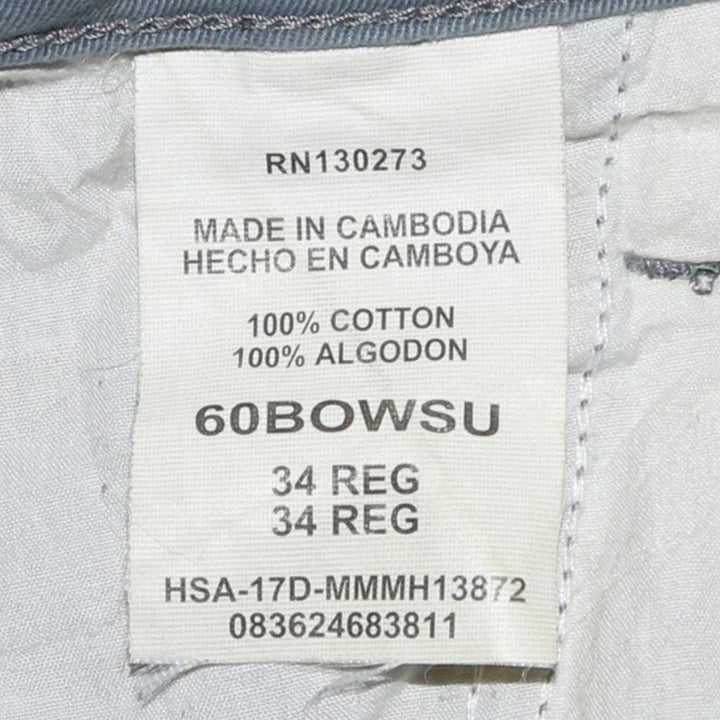 RN130273
MADE IN CAMBODIA
HECHO EN CAMBOYA
100% COTTON
100% ALGODON
60BOWSU
34 REG
34 REG
HSA-17D-MMMH13872
083624683811